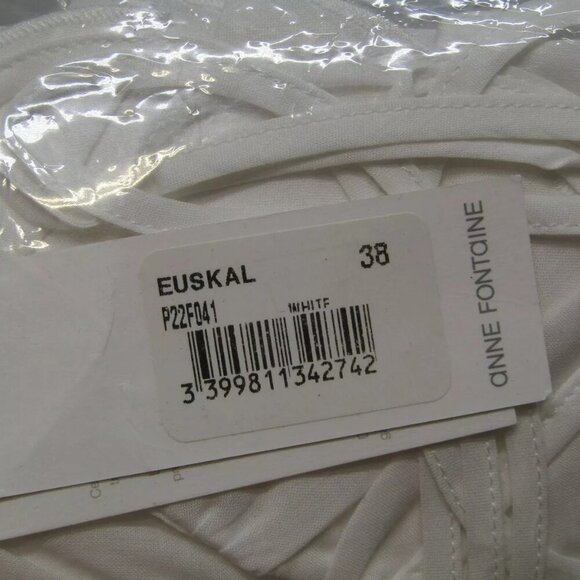 EUSKAL 38
P22F041 WHITE
3 399811 342742
ANNE FONTAINE